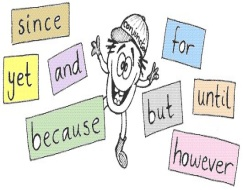 since
for
yet
and
until
but
because
however